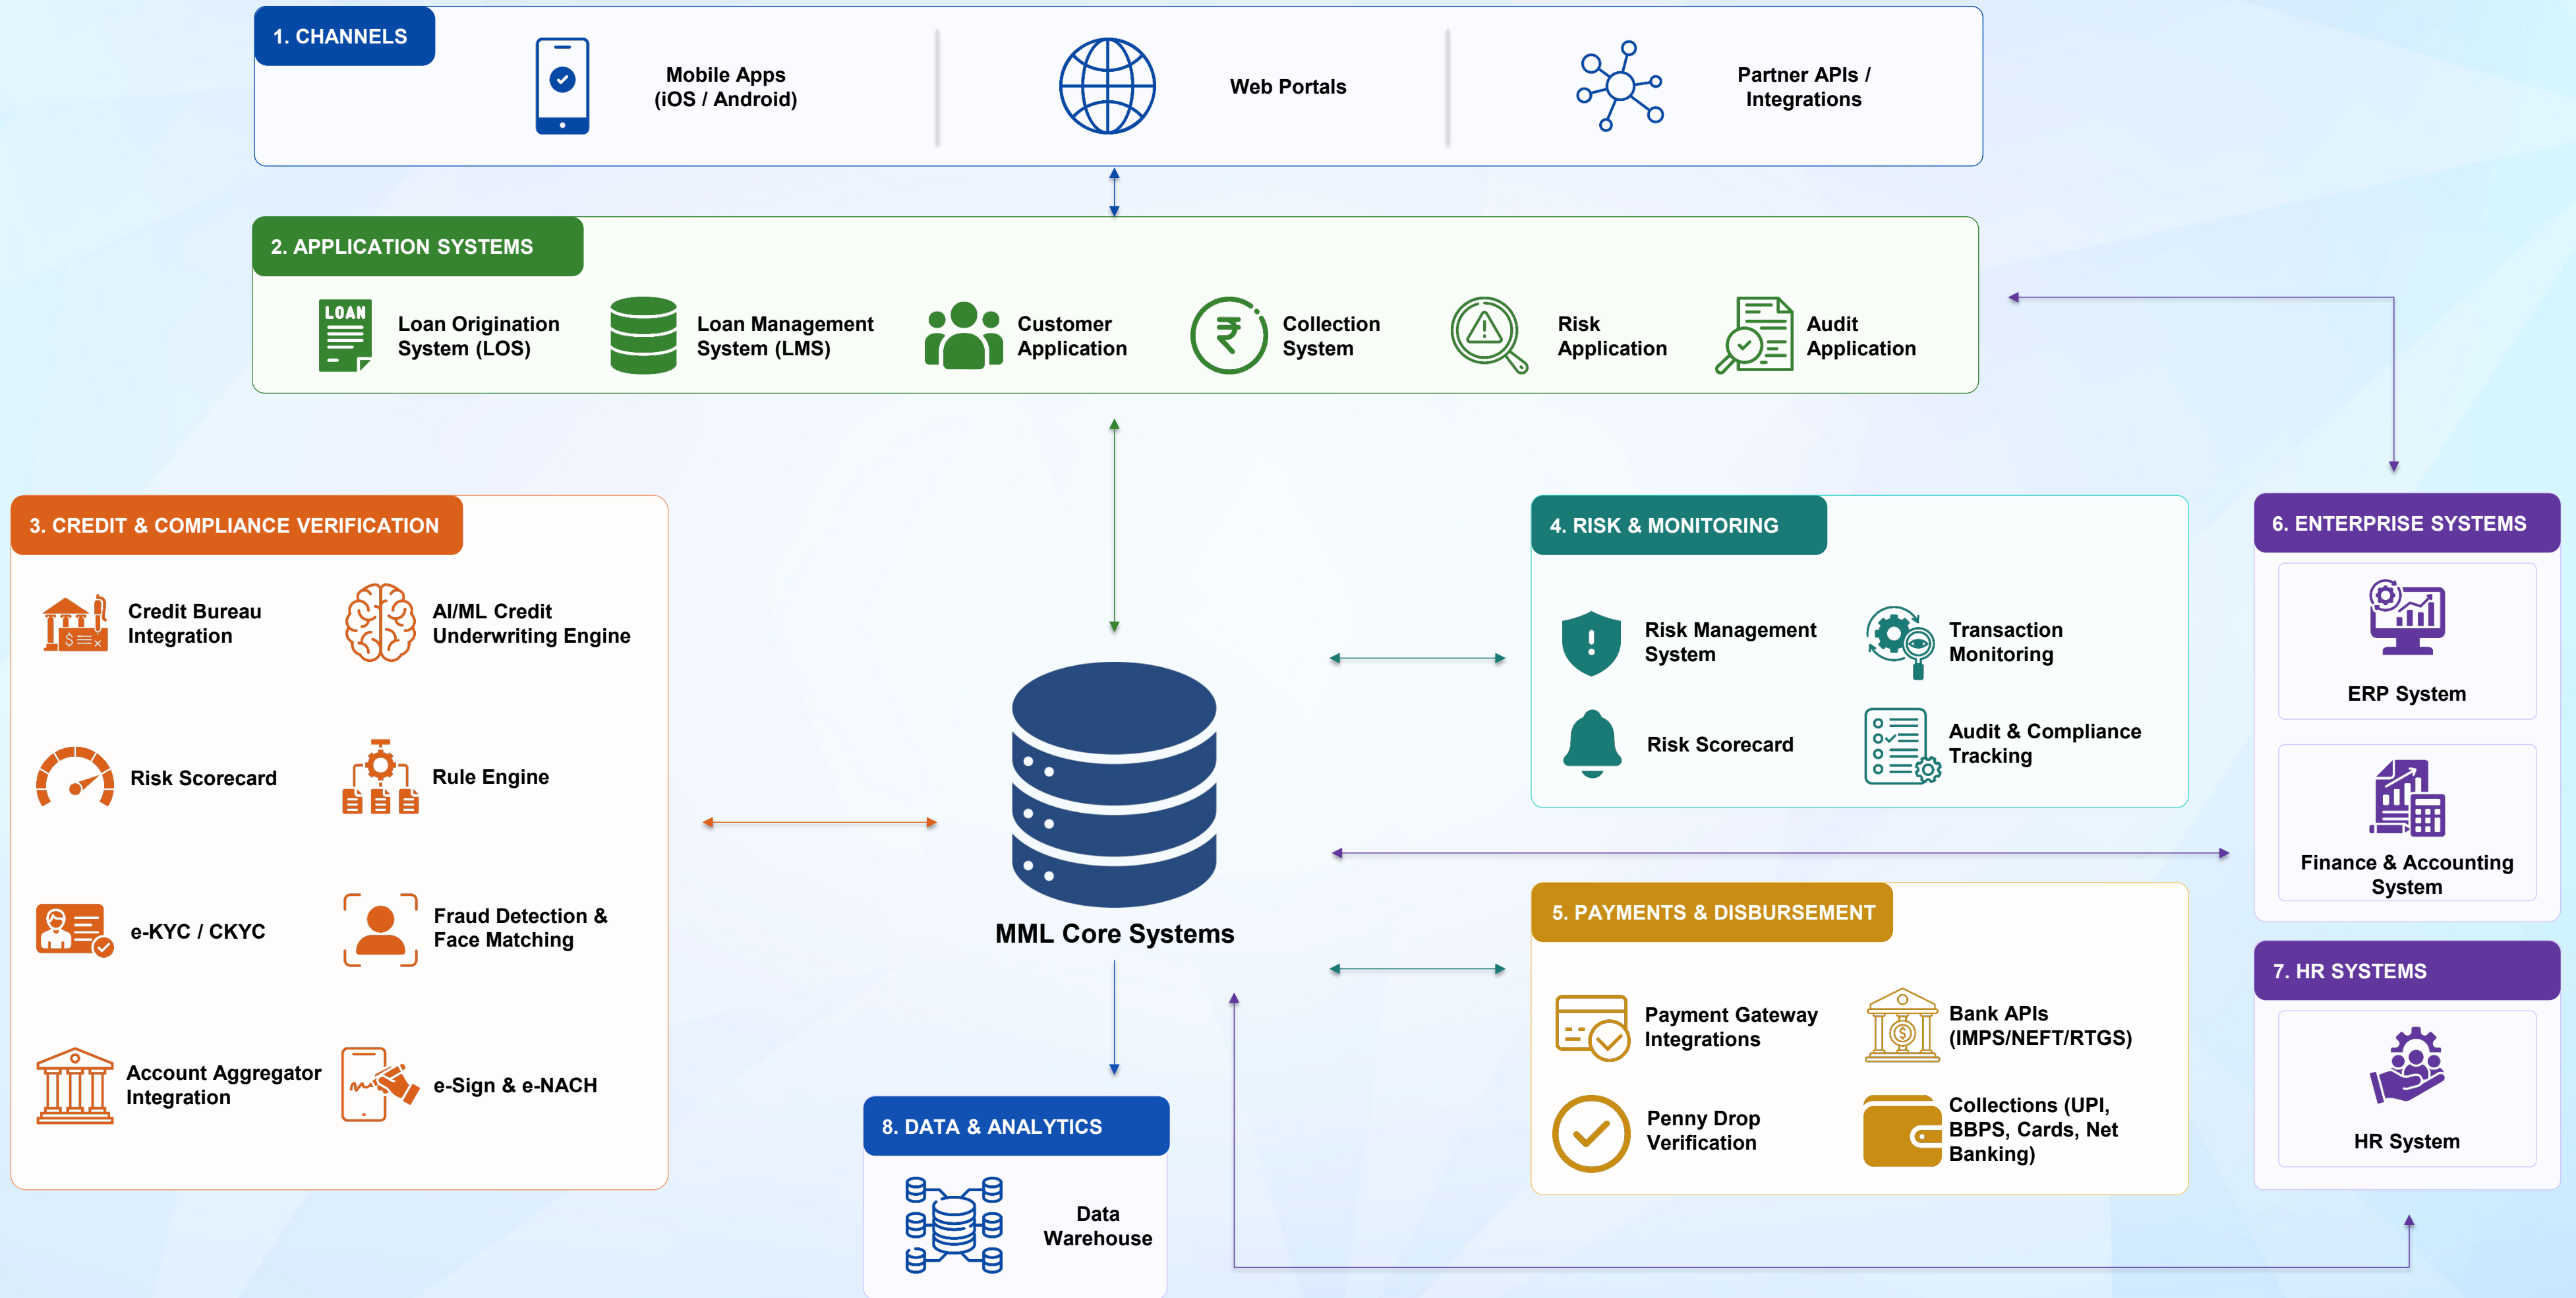 1. CHANNELS
Mobile Apps
(iOS / Android)
Web Portals
Partner APIs /
Integrations
2. APPLICATION SYSTEMS
LOAN
Loan Origination
System (LOS)
Loan Management
System (LMS)
Customer
Application
₹
Collection
System
Risk
Application
Audit
Application
3. CREDIT & COMPLIANCE VERIFICATION
Credit Bureau
Integration
AI/ML Credit
Underwriting Engine
Risk Scorecard
Rule Engine
e-KYC / CKYC
Fraud Detection &
Face Matching
Account Aggregator
Integration
e-Sign & e-NACH
MML Core Systems
4. RISK & MONITORING
Risk Management
System
Transaction
Monitoring
Risk Scorecard
Audit & Compliance
Tracking
5. PAYMENTS & DISBURSEMENT
Payment Gateway
Integrations
Bank APIs
(IMPS/NEFT/RTGS)
Penny Drop
Verification
Collections (UPI,
BBPS, Cards, Net
Banking)
6. ENTERPRISE SYSTEMS
ERP System
Finance & Accounting
System
7. HR SYSTEMS
HR System
8. DATA & ANALYTICS
Data
Warehouse